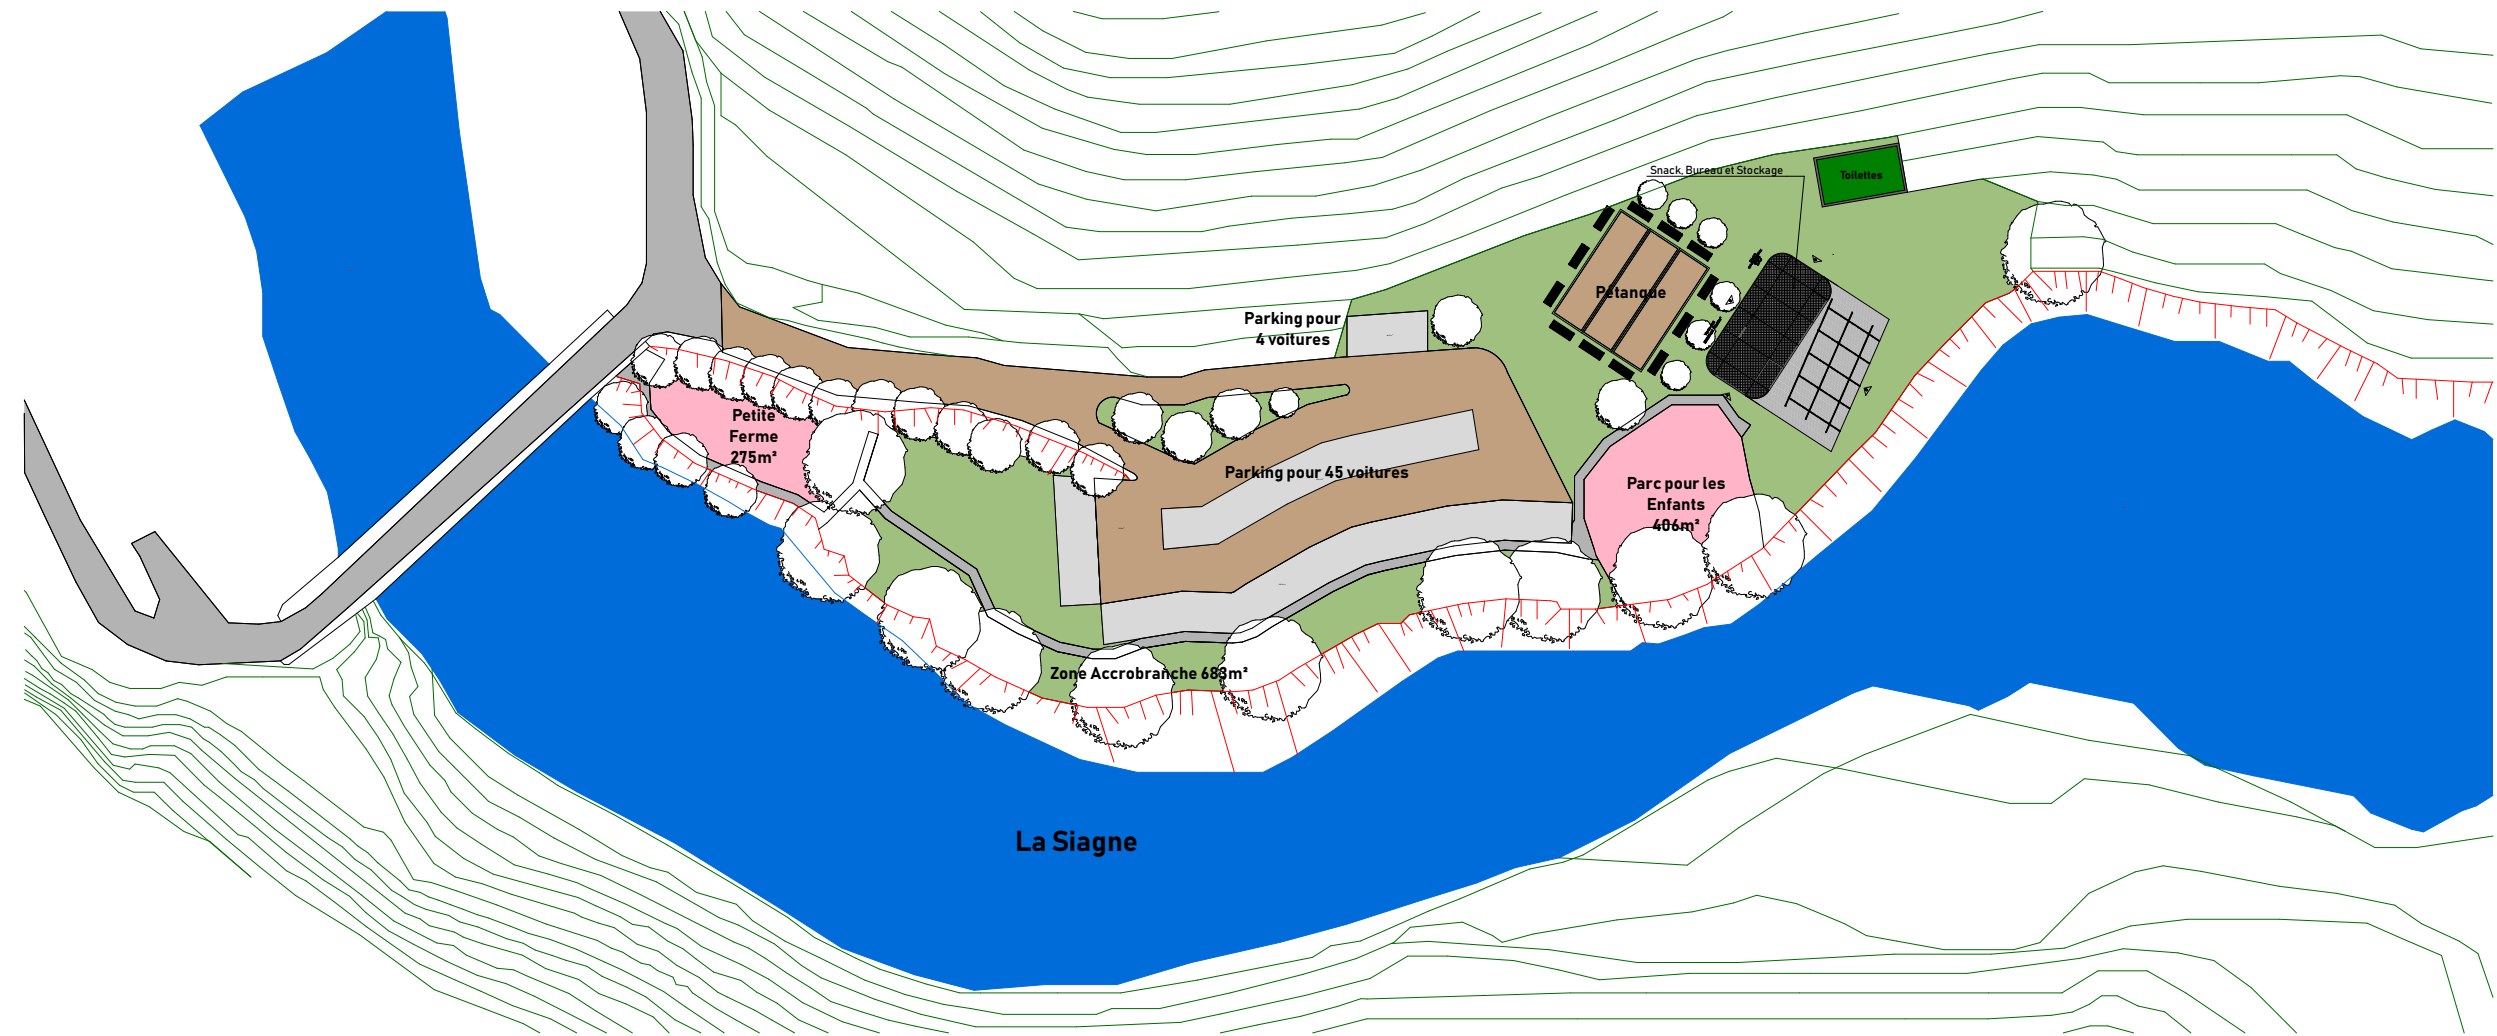 Snack, Bureau et Stockage
Toilettes
Pétanque
Parking pour
4 voitures
Petite
Ferme
275m²
Parking pour 45 voitures
Parc pour les
Enfants
406m²
Zone Accrobranche 683m²
La Siagne